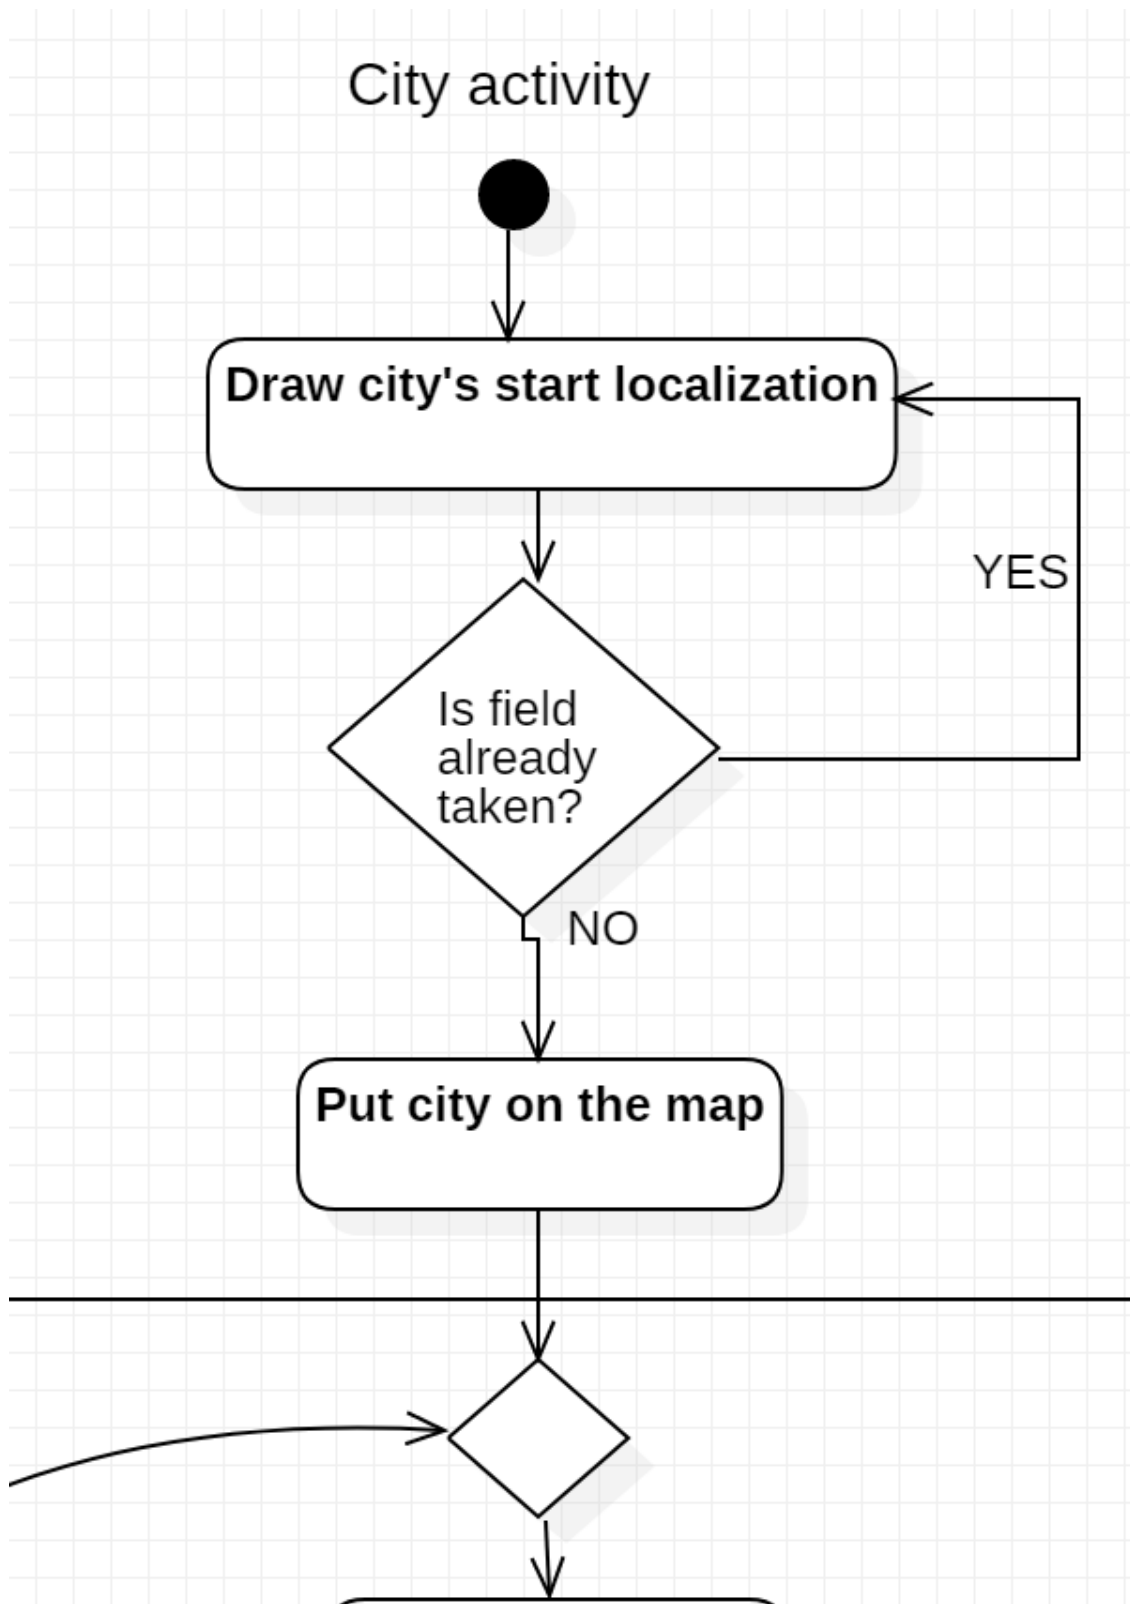 City activity
Draw city's start localization
YES
Is field
already
taken?
NO
Put city on the map